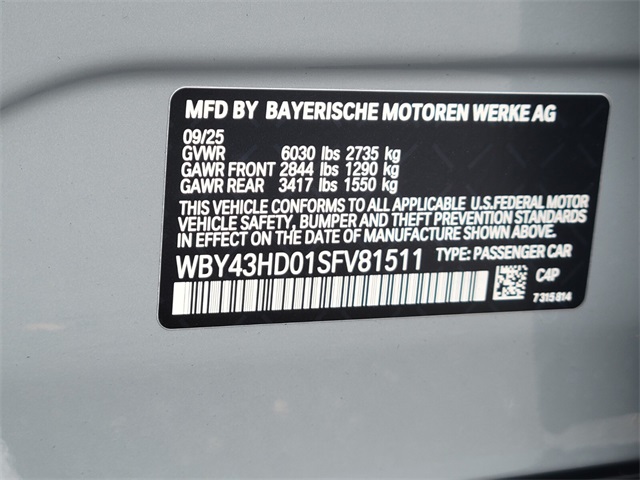 MFD BY BAYERISCHE MOTOREN WERKE AG
09/25
GVWR 6030 lbs 2735 kg
GAWR FRONT 2844 lbs 1290 kg
GAWR REAR 3417 lbs 1550 kg
THIS VEHICLE CONFORMS TO ALL APPLICABLE U.S.FEDERAL MOTOR
VEHICLE SAFETY, BUMPER AND THEFT PREVENTION STANDARDS
IN EFFECT ON THE DATE OF MANUFACTURE SHOWN ABOVE.
WBY43HD01SFV81511 TYPE: PASSENGER CAR
C4P
7315814